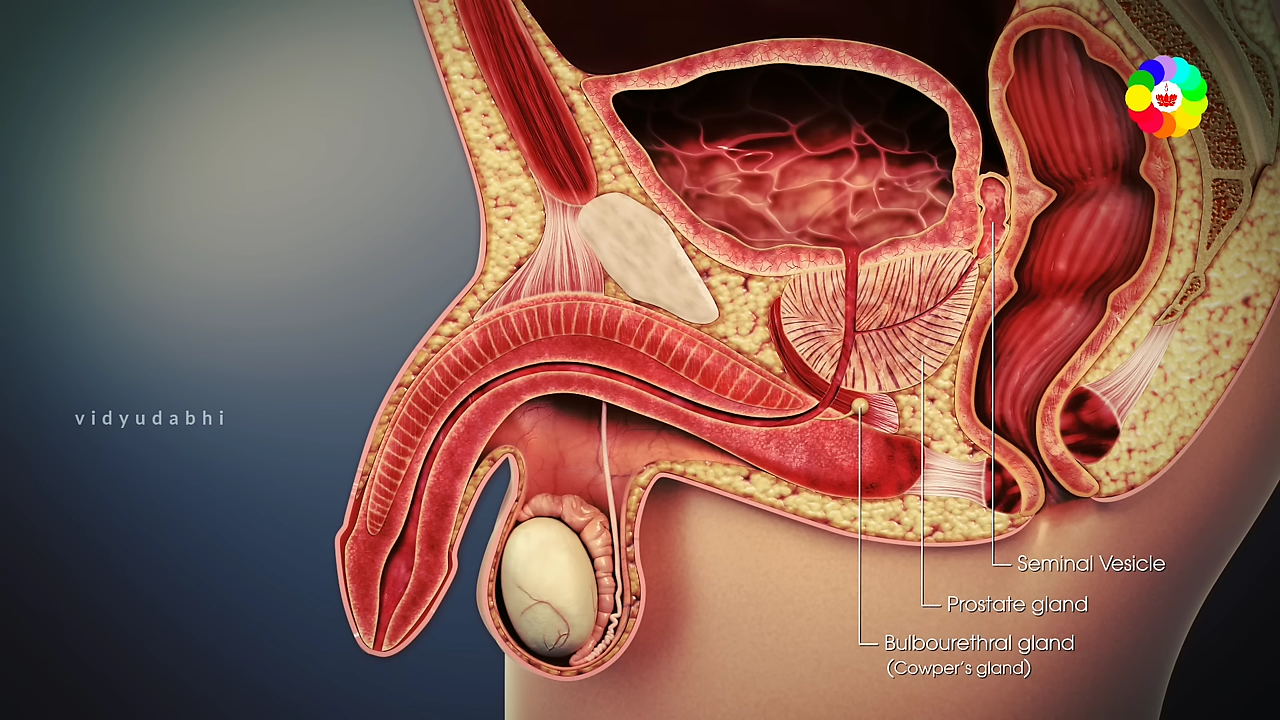 vidyudabhi
Seminal Vesicle
Prostate gland
Bulbourethral gland
(Cowper's gland)